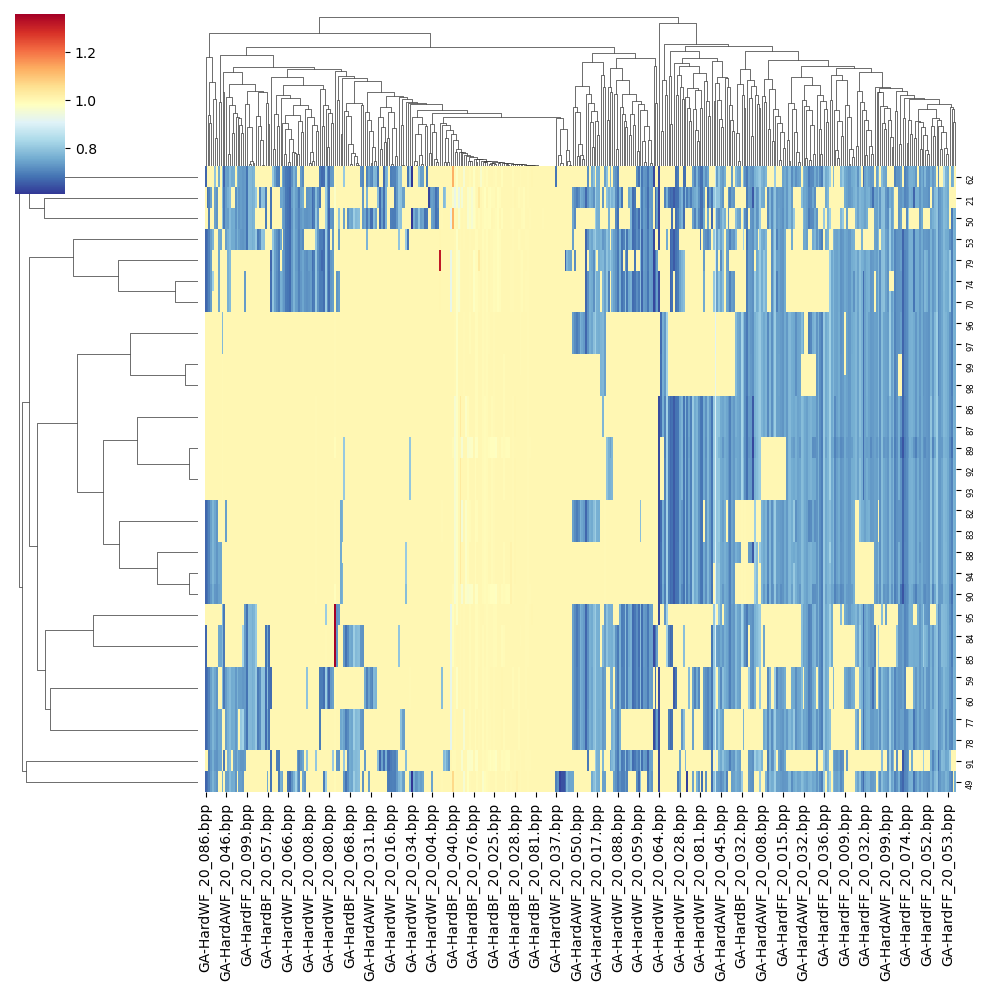 1.2
1.0
0.8
62
21
50
53
79
74
70
96
97
99
98
86
87
89
92
93
82
83
88
94
90
95
84
85
59
60
77
78
91
49
GA-HardWF_20_086.bpp
GA-HardAWF_20_046.bpp
GA-HardFF_20_099.bpp
GA-HardBF_20_057.bpp
GA-HardWF_20_066.bpp
GA-HardWF_20_008.bpp
GA-HardWF_20_080.bpp
GA-HardBF_20_068.bpp
GA-HardAWF_20_031.bpp
GA-HardWF_20_016.bpp
GA-HardWF_20_034.bpp
GA-HardWF_20_004.bpp
GA-HardBF_20_040.bpp
GA-HardBF_20_076.bpp
GA-HardBF_20_025.bpp
GA-HardBF_20_028.bpp
GA-HardBF_20_081.bpp
GA-HardWF_20_037.bpp
GA-HardAWF_20_050.bpp
GA-HardAWF_20_017.bpp
GA-HardWF_20_088.bpp
GA-HardWF_20_059.bpp
GA-HardWF_20_064.bpp
GA-HardWF_20_028.bpp
GA-HardWF_20_081.bpp
GA-HardAWF_20_045.bpp
GA-HardBF_20_032.bpp
GA-HardAWF_20_008.bpp
GA-HardFF_20_015.bpp
GA-HardAWF_20_032.bpp
GA-HardFF_20_036.bpp
GA-HardFF_20_009.bpp
GA-HardFF_20_032.bpp
GA-HardAWF_20_099.bpp
GA-HardFF_20_074.bpp
GA-HardFF_20_052.bpp
GA-HardFF_20_053.bpp